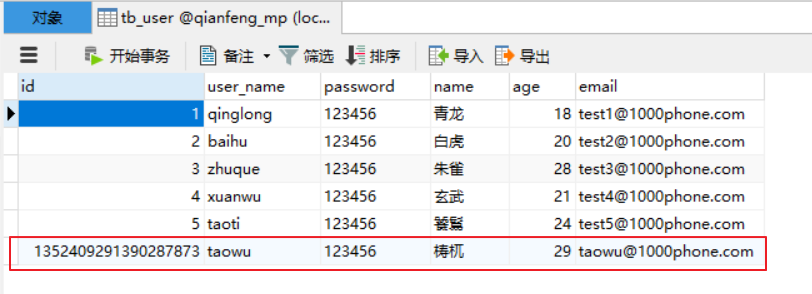 对象 tb_user @qianfeng_mp (loc...
开始事务 备注 筛选 排序 导入 导出
id user_name password name age email
1 qinglong 123456 青龙 18 test1@1000phone.com
2 baihu 123456 白虎 20 test2@1000phone.com
3 zhuque 123456 朱雀 28 test3@1000phone.com
4 xuanwu 123456 玄武 21 test4@1000phone.com
5 taoti 123456 饕鬄 24 test5@1000phone.com
1352409291390287873 taowu 123456 梼杌 29 taowu@1000phone.com